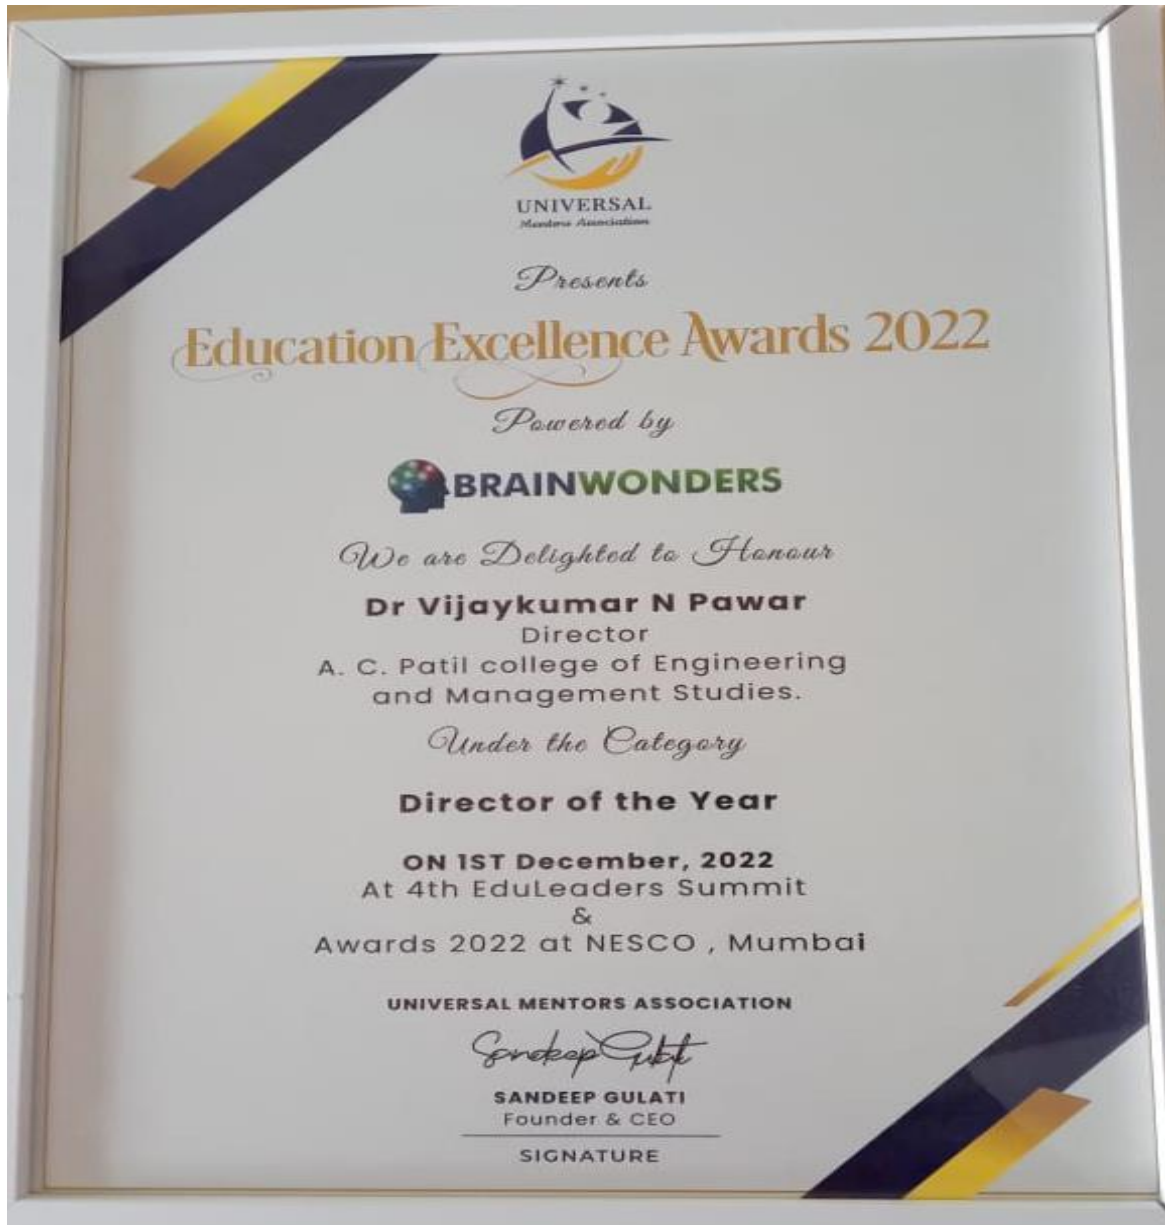 UNIVERSAL
Mentors Association
Presents
Education Excellence Awards 2022
Powered by
BRAINWONDERS
We are Delighted to Honour
Dr Vijaykumar N Pawar
Director
A. C. Patil college of Engineering
and Management Studies.
Under the Category
Director of the Year
ON 1ST December, 2022
At 4th EduLeaders Summit
&
Awards 2022 at NESCO , Mumbai
UNIVERSAL MENTORS ASSOCIATION
Sandeep Gulati
SANDEEP GULATI
Founder & CEO
SIGNATURE